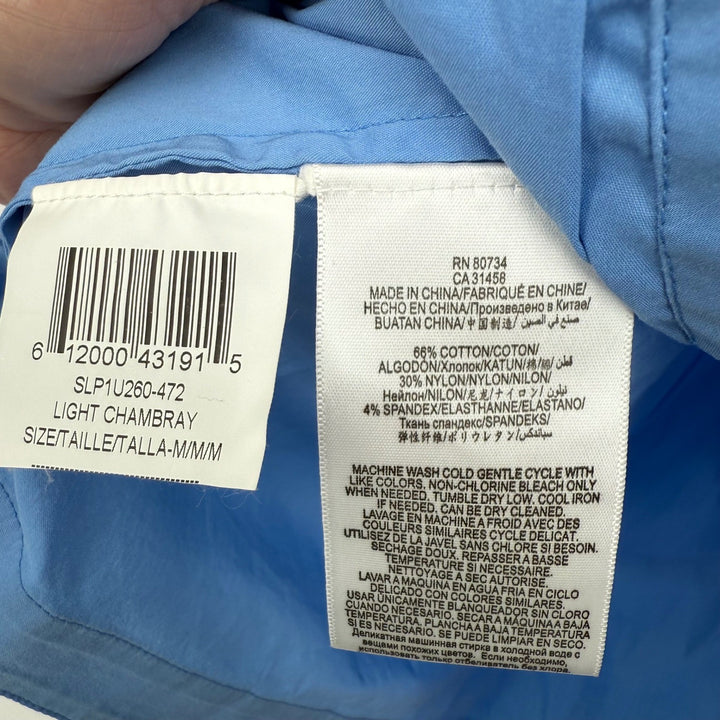 6 12000 43191 5
SLP1U260-472
LIGHT CHAMBRAY
SIZE/TAILLE/TALLA-M/M/M
RN 80734
CA 31458
MADE IN CHINA/FABRIQUÉ EN CHINE/
HECHO EN CHINA/Произведено в Китае/
BUATAN CHINA/中国制造/صنع في الصين
66% COTTON/COTON/
ALGODÓN/Хлопок/KATUN/棉/綿/قطن
30% NYLON/NYLON/NILON/
Нейлон/NILON/尼龙/ナイロン/نيلون
4% SPANDEX/ELASTHANNE/ELASTANO/
Ткань спандекс/SPANDEKS/
弹性纤维/ポリウレタン/سباندكس
MACHINE WASH COLD GENTLE CYCLE WITH
LIKE COLORS. NON-CHLORINE BLEACH ONLY
WHEN NEEDED. TUMBLE DRY LOW. COOL IRON
IF NEEDED. CAN BE DRY CLEANED.
LAVAGE EN MACHINE A FROID AVEC DES
COULEURS SIMILAIRES CYCLE DELICAT.
UTILISEZ DE LA JAVEL SANS CHLORE SI BESOIN.
SECHAGE DOUX. REPASSER A BASSE
TEMPERATURE SI NECESSAIRE.
NETTOYAGE A SEC AUTORISE.
LAVAR A MAQUINA EN AGUA FRIA EN CICLO
DELICADO CON COLORES SIMILARES.
USAR ÚNICAMENTE BLANQUEADOR SIN CLORO
CUANDO NECESARIO. SECAR A MÁQUINA A BAJA
TEMPERATURA. PLANCHA A BAJA TEMPERATURA
SI ES NECESARIO. SE PUEDE LIMPIAR EN SECO.
Деликатная машинная стирка в холодной воде с
вещами похожих цветов. Если необходимо,
использовать только отбеливатель без хлора.